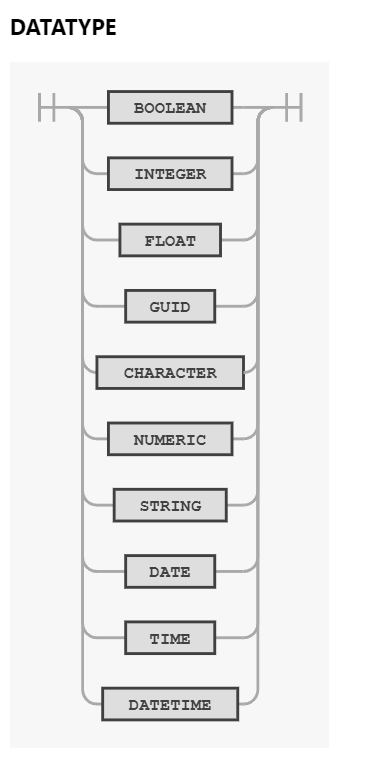 DATATYPE
BOOLEAN
INTEGER
FLOAT
GUID
CHARACTER
NUMERIC
STRING
DATE
TIME
DATETIME